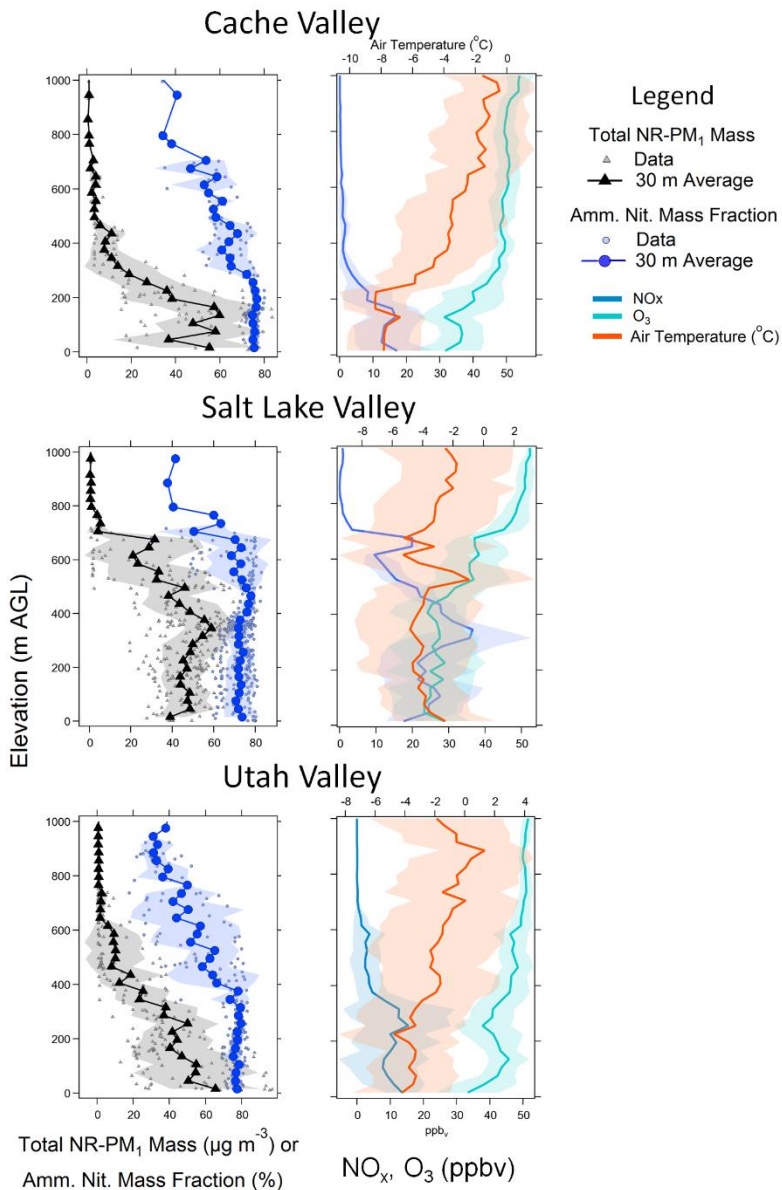 Cache Valley
Air Temperature (°C)
-10 -8 -6 -4 -2 0
1000
800
600
400
200
0
0 20 40 60 80
0 10 20 30 40 50
Legend
Total NR-PM₁ Mass
Data
30 m Average
Amm. Nit. Mass Fraction
Data
30 m Average
NOx
O₃
Air Temperature (°C)
Salt Lake Valley
-8 -6 -4 -2 0 2
1000
800
600
400
200
0
0 20 40 60 80
0 10 20 30 40 50
Elevation (m AGL)
Utah Valley
-8 -6 -4 -2 0 2 4
1000
800
600
400
200
0
0 20 40 60 80
0 10 20 30 40 50
ppbᵥ
Total NR-PM₁ Mass (µg m⁻³) or
Amm. Nit. Mass Fraction (%)
NOₓ, O₃ (ppbv)